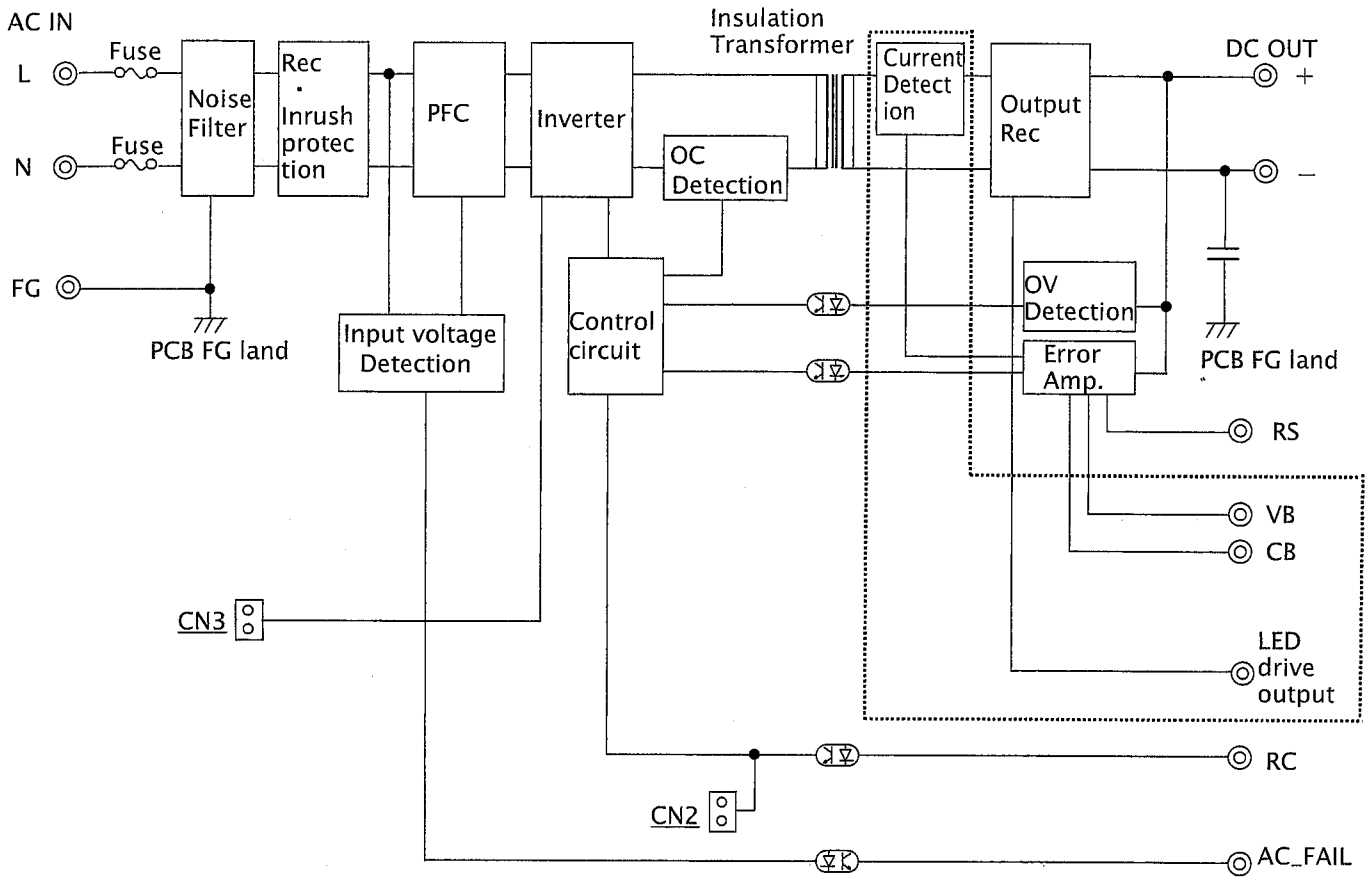 AC IN
Insulation
Transformer
DC OUT
L
Fuse
Noise
Filter
Rec
·
Inrush
protec
tion
PFC
Inverter
Current
Detect
ion
Output
Rec
+
N
Fuse
OC
Detection
−
FG
PCB FG land
Input voltage
Detection
Control
circuit
OV
Detection
Error
Amp.
PCB FG land
RS
VB
CB
CN3
LED
drive
output
RC
CN2
AC_FAIL